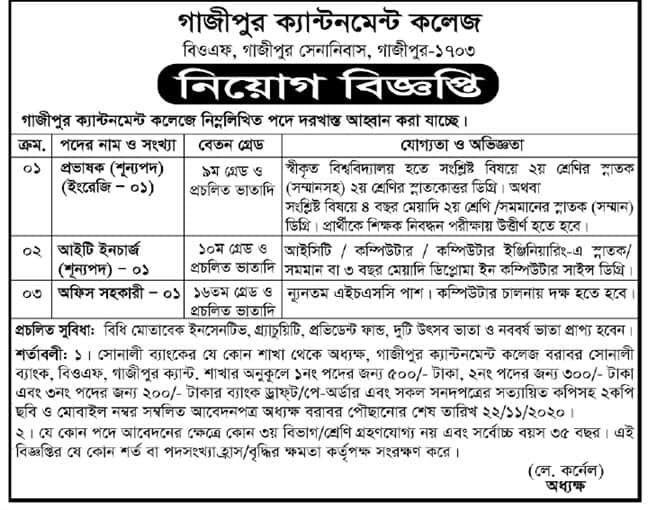 গাজীপুর ক্যান্টনমেন্ট কলেজ
বিওএফ, গাজীপুর সেনানিবাস, গাজীপুর-১৭০৩
নিয়োগ বিজ্ঞপ্তি
গাজীপুর ক্যান্টনমেন্ট কলেজে নিম্নলিখিত পদে দরখাস্ত আহ্বান করা যাচ্ছে।
ক্রম. পদের নাম ও সংখ্যা বেতন গ্রেড যোগ্যতা ও অভিজ্ঞতা
০১ প্রভাষক (শূন্যপদ) ৯ম গ্রেড ও স্বীকৃত বিশ্ববিদ্যালয় হতে সংশ্লিষ্ট বিষয়ে ২য় শ্রেণির স্নাতক
(ইংরেজি – ০১) প্রচলিত ভাতাদি (সম্মানসহ) ২য় শ্রেণির স্নাতকোত্তর ডিগ্রি। অথবা
সংশ্লিষ্ট বিষয়ে ৪ বছর মেয়াদি ২য় শ্রেণি /সমমানের স্নাতক (সম্মান)
ডিগ্রি। প্রার্থীকে শিক্ষক নিবন্ধন পরীক্ষায় উত্তীর্ণ হতে হবে।
০২ আইটি ইনচার্জ ১০ম গ্রেড ও আইসিটি / কম্পিউটার / কম্পিউটার ইঞ্জিনিয়ারিং-এ স্নাতক/
(শূন্যপদ) – ০১ প্রচলিত ভাতাদি সমমান বা ৩ বছর মেয়াদি ডিপ্লোমা ইন কম্পিউটার সাইন্স ডিগ্রি।
০৩ অফিস সহকারী – ০১ ১৬তম গ্রেড ও ন্যূনতম এইচএসসি পাশ। কম্পিউটার চালনায় দক্ষ হতে হবে।
প্রচলিত ভাতাদি
প্রচলিত সুবিধা: বিধি মোতাবেক ইনসেনটিভ, গ্র্যাচুয়িটি, প্রভিডেন্ট ফান্ড, দুটি উৎসব ভাতা ও নববর্ষ ভাতা প্রাপ্য হবেন।
শর্তাবলী: ১। সোনালী ব্যাংকের যে কোন শাখা থেকে অধ্যক্ষ, গাজীপুর ক্যান্টনমেন্ট কলেজ বরাবর সোনালী
ব্যাংক, বিওএফ, গাজীপুর ক্যান্ট. শাখার অনুকূলে ১নং পদের জন্য ৫০০/- টাকা, ২নং পদের জন্য ৩০০/- টাকা
এবং ৩নং পদের জন্য ২০০/- টাকার ব্যাংক ড্রাফ্ট/পে-অর্ডার এবং সকল সনদপত্রের সত্যায়িত কপিসহ ২কপি
ছবি ও মোবাইল নম্বর সম্বলিত আবেদনপত্র অধ্যক্ষ বরাবর পৌছানোর শেষ তারিখ ২২/১১/২০২০।
২। যে কোন পদে আবেদনের ক্ষেত্রে কোন ৩য় বিভাগ/শ্রেণি গ্রহণযোগ্য নয় এবং সর্বোচ্চ বয়স ৩৫ বছর। এই
বিজ্ঞপ্তির যে কোন শর্ত বা পদসংখ্যা হ্রাস/বৃদ্ধির ক্ষমতা কর্তৃপক্ষ সংরক্ষণ করে।
(লে. কর্নেল)
অধ্যক্ষ